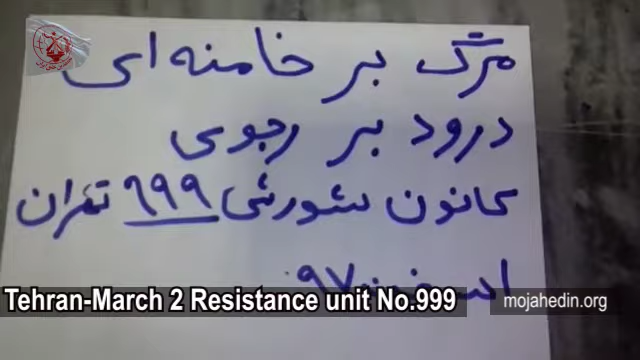 مرگ بر خامنه ای
درود بر رجوی
کانون شورشی ۹۹۹ تهران
اسفند ۹۷
Tehran-March 2 Resistance unit No.999
mojahedin.org